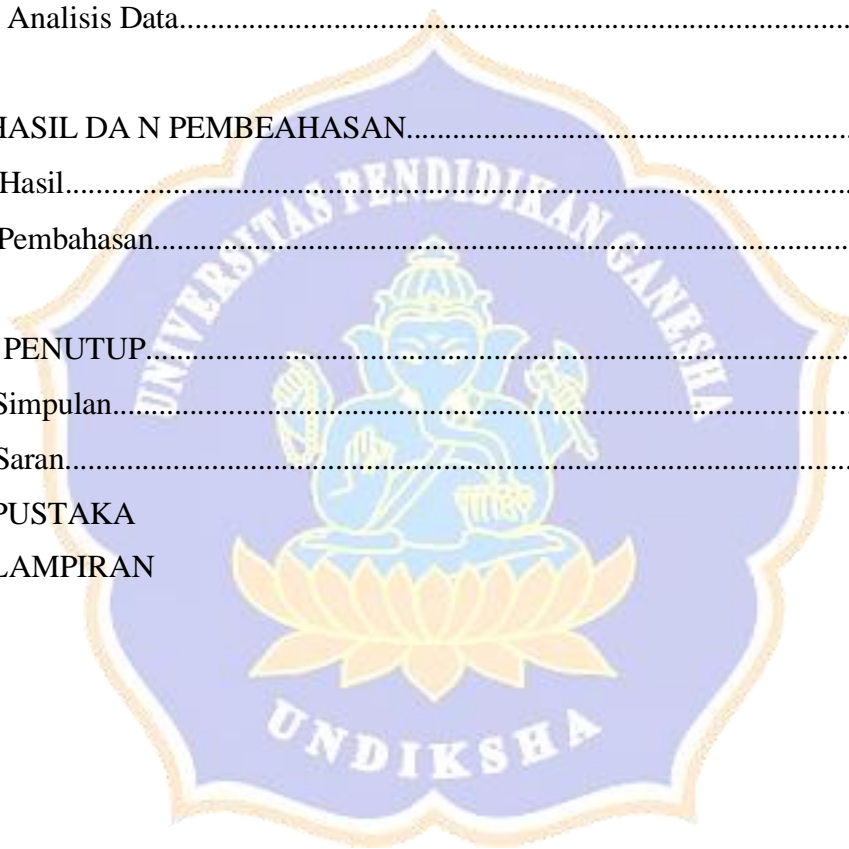 Analisis Data..........................................................................................
HASIL DA N PEMBEAHASAN...........................................................
Hasil........................................................................................................
Pembahasan............................................................................................
PENUTUP..............................................................................................
Simpulan.................................................................................................
Saran.......................................................................................................
PUSTAKA
LAMPIRAN
UNIVERSITAS PENDIDIKAN GANESHA
UNDIKSHA